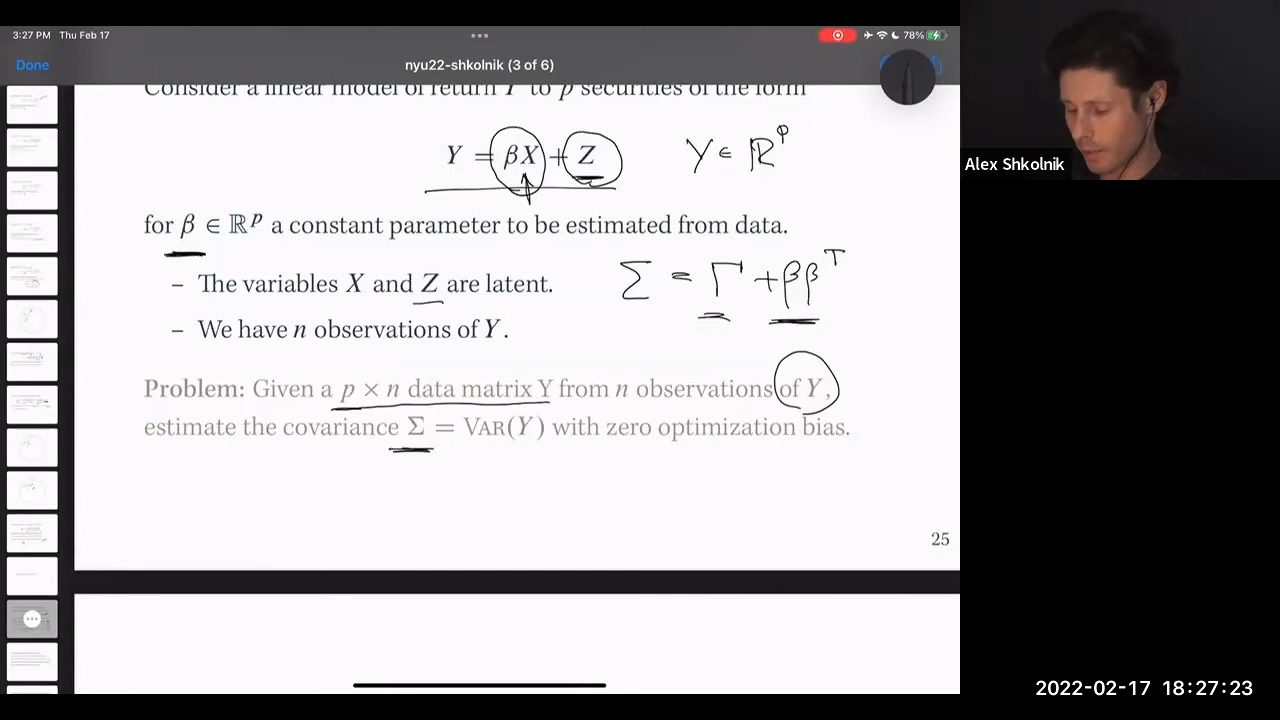 3:27 PM Thu Feb 17
78%
Done
nyu22-shkolnik (3 of 6)
Consider a linear model of return Y to p securities of the form
Y = βX + Z
Y ∈ ℝᵖ
Alex Shkolnik
for β ∈ ℝᵖ a constant parameter to be estimated from data.
– The variables X and Z are latent.
Σ = Γ + ββᵀ
– We have n observations of Y.
Problem: Given a p × n data matrix Y from n observations of Y,
estimate the covariance Σ = VAR(Y) with zero optimization bias.
25
2022-02-17 18:27:23